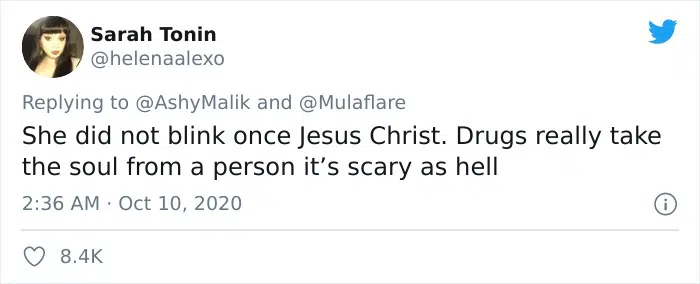 Sarah Tonin
@helenaalexo
Replying to @AshyMalik and @Mulaflare
She did not blink once Jesus Christ. Drugs really take
the soul from a person it’s scary as hell
2:36 AM · Oct 10, 2020
8.4K